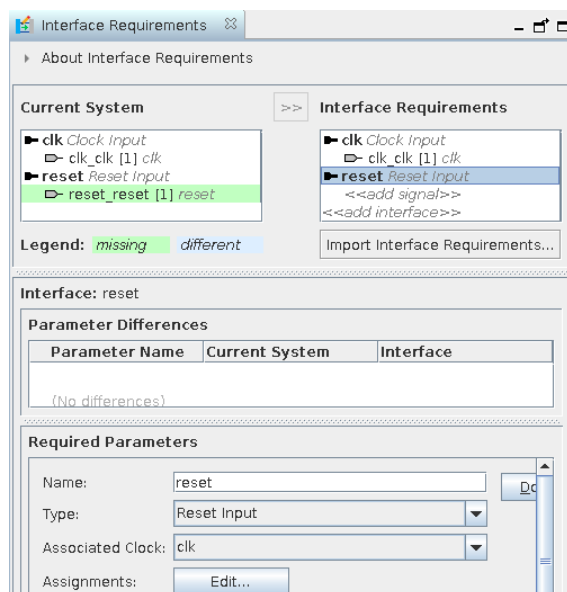 Interface Requirements
About Interface Requirements
Current System
>>
Interface Requirements
clk Clock Input
clk_clk [1] clk
reset Reset Input
reset_reset [1] reset
clk Clock Input
clk_clk [1] clk
reset Reset Input
<<add signal>>
<<add interface>>
Legend: missing different
Import Interface Requirements...
Interface: reset
Parameter Differences
Parameter Name Current System Interface
(No differences)
Required Parameters
Name: reset
Type: Reset Input
Associated Clock: clk
Assignments: Edit...